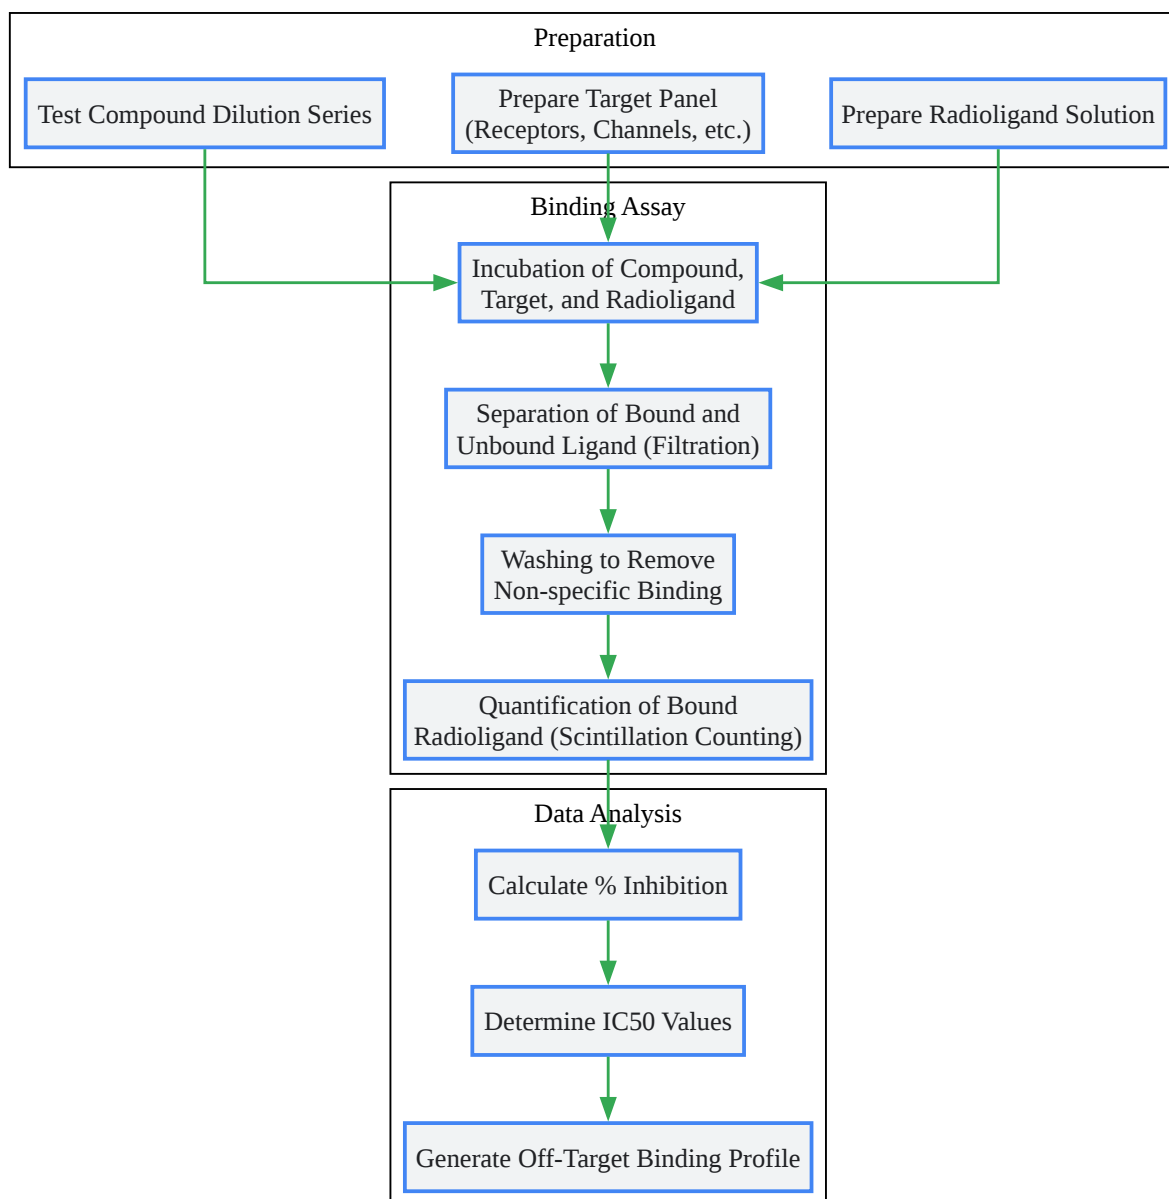 Preparation
Test Compound Dilution Series
Prepare Target Panel
(Receptors, Channels, etc.)
Prepare Radioligand Solution
Binding Assay
Incubation of Compound,
Target, and Radioligand
Separation of Bound and
Unbound Ligand (Filtration)
Washing to Remove
Non-specific Binding
Quantification of Bound
Radioligand (Scintillation Counting)
Data Analysis
Calculate % Inhibition
Determine IC50 Values
Generate Off-Target Binding Profile